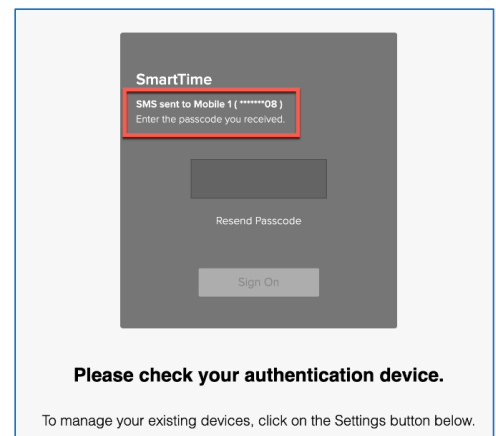 SmartTime
SMS sent to Mobile 1 ( *******08 )
Enter the passcode you received.
Resend Passcode
Sign On
Please check your authentication device.
To manage your existing devices, click on the Settings button below.